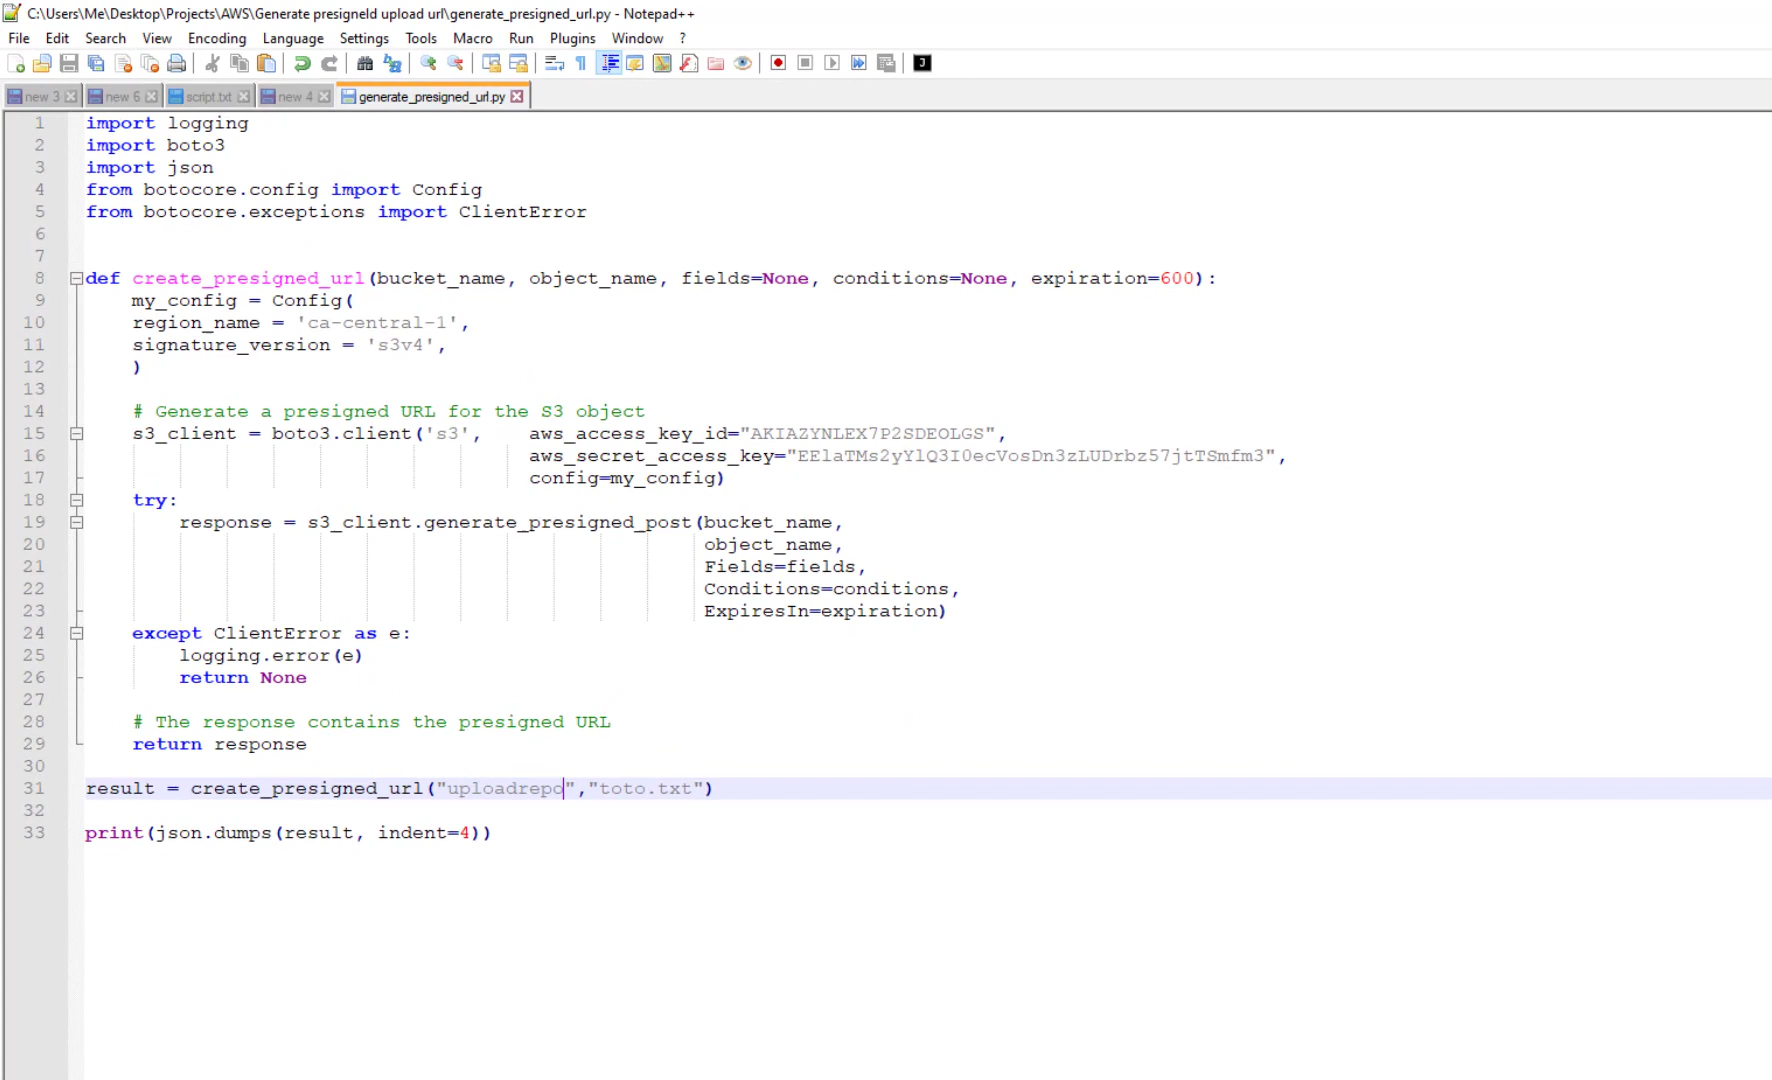 C:\Users\Me\Desktop\Projects\AWS\Generate presigneld upload url\generate_presigned_url.py - Notepad++
File Edit Search View Encoding Language Settings Tools Macro Run Plugins Window ?
new 3 new 6 script.txt new 4 generate_presigned_url.py
1 import logging
2 import boto3
3 import json
4 from botocore.config import Config
5 from botocore.exceptions import ClientError
6
7
8 def create_presigned_url(bucket_name, object_name, fields=None, conditions=None, expiration=600):
9 my_config = Config(
10 region_name = 'ca-central-1',
11 signature_version = 's3v4',
12 )
13
14 # Generate a presigned URL for the S3 object
15 s3_client = boto3.client('s3', aws_access_key_id="AKIAZYNLEX7P2SDEOLGS",
16 aws_secret_access_key="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",
17 config=my_config)
18 try:
19 response = s3_client.generate_presigned_post(bucket_name,
20 object_name,
21 Fields=fields,
22 Conditions=conditions,
23 ExpiresIn=expiration)
24 except ClientError as e:
25 logging.error(e)
26 return None
27
28 # The response contains the presigned URL
29 return response
30
31 result = create_presigned_url("uploadrepo","toto.txt")
32
33 print(json.dumps(result, indent=4))